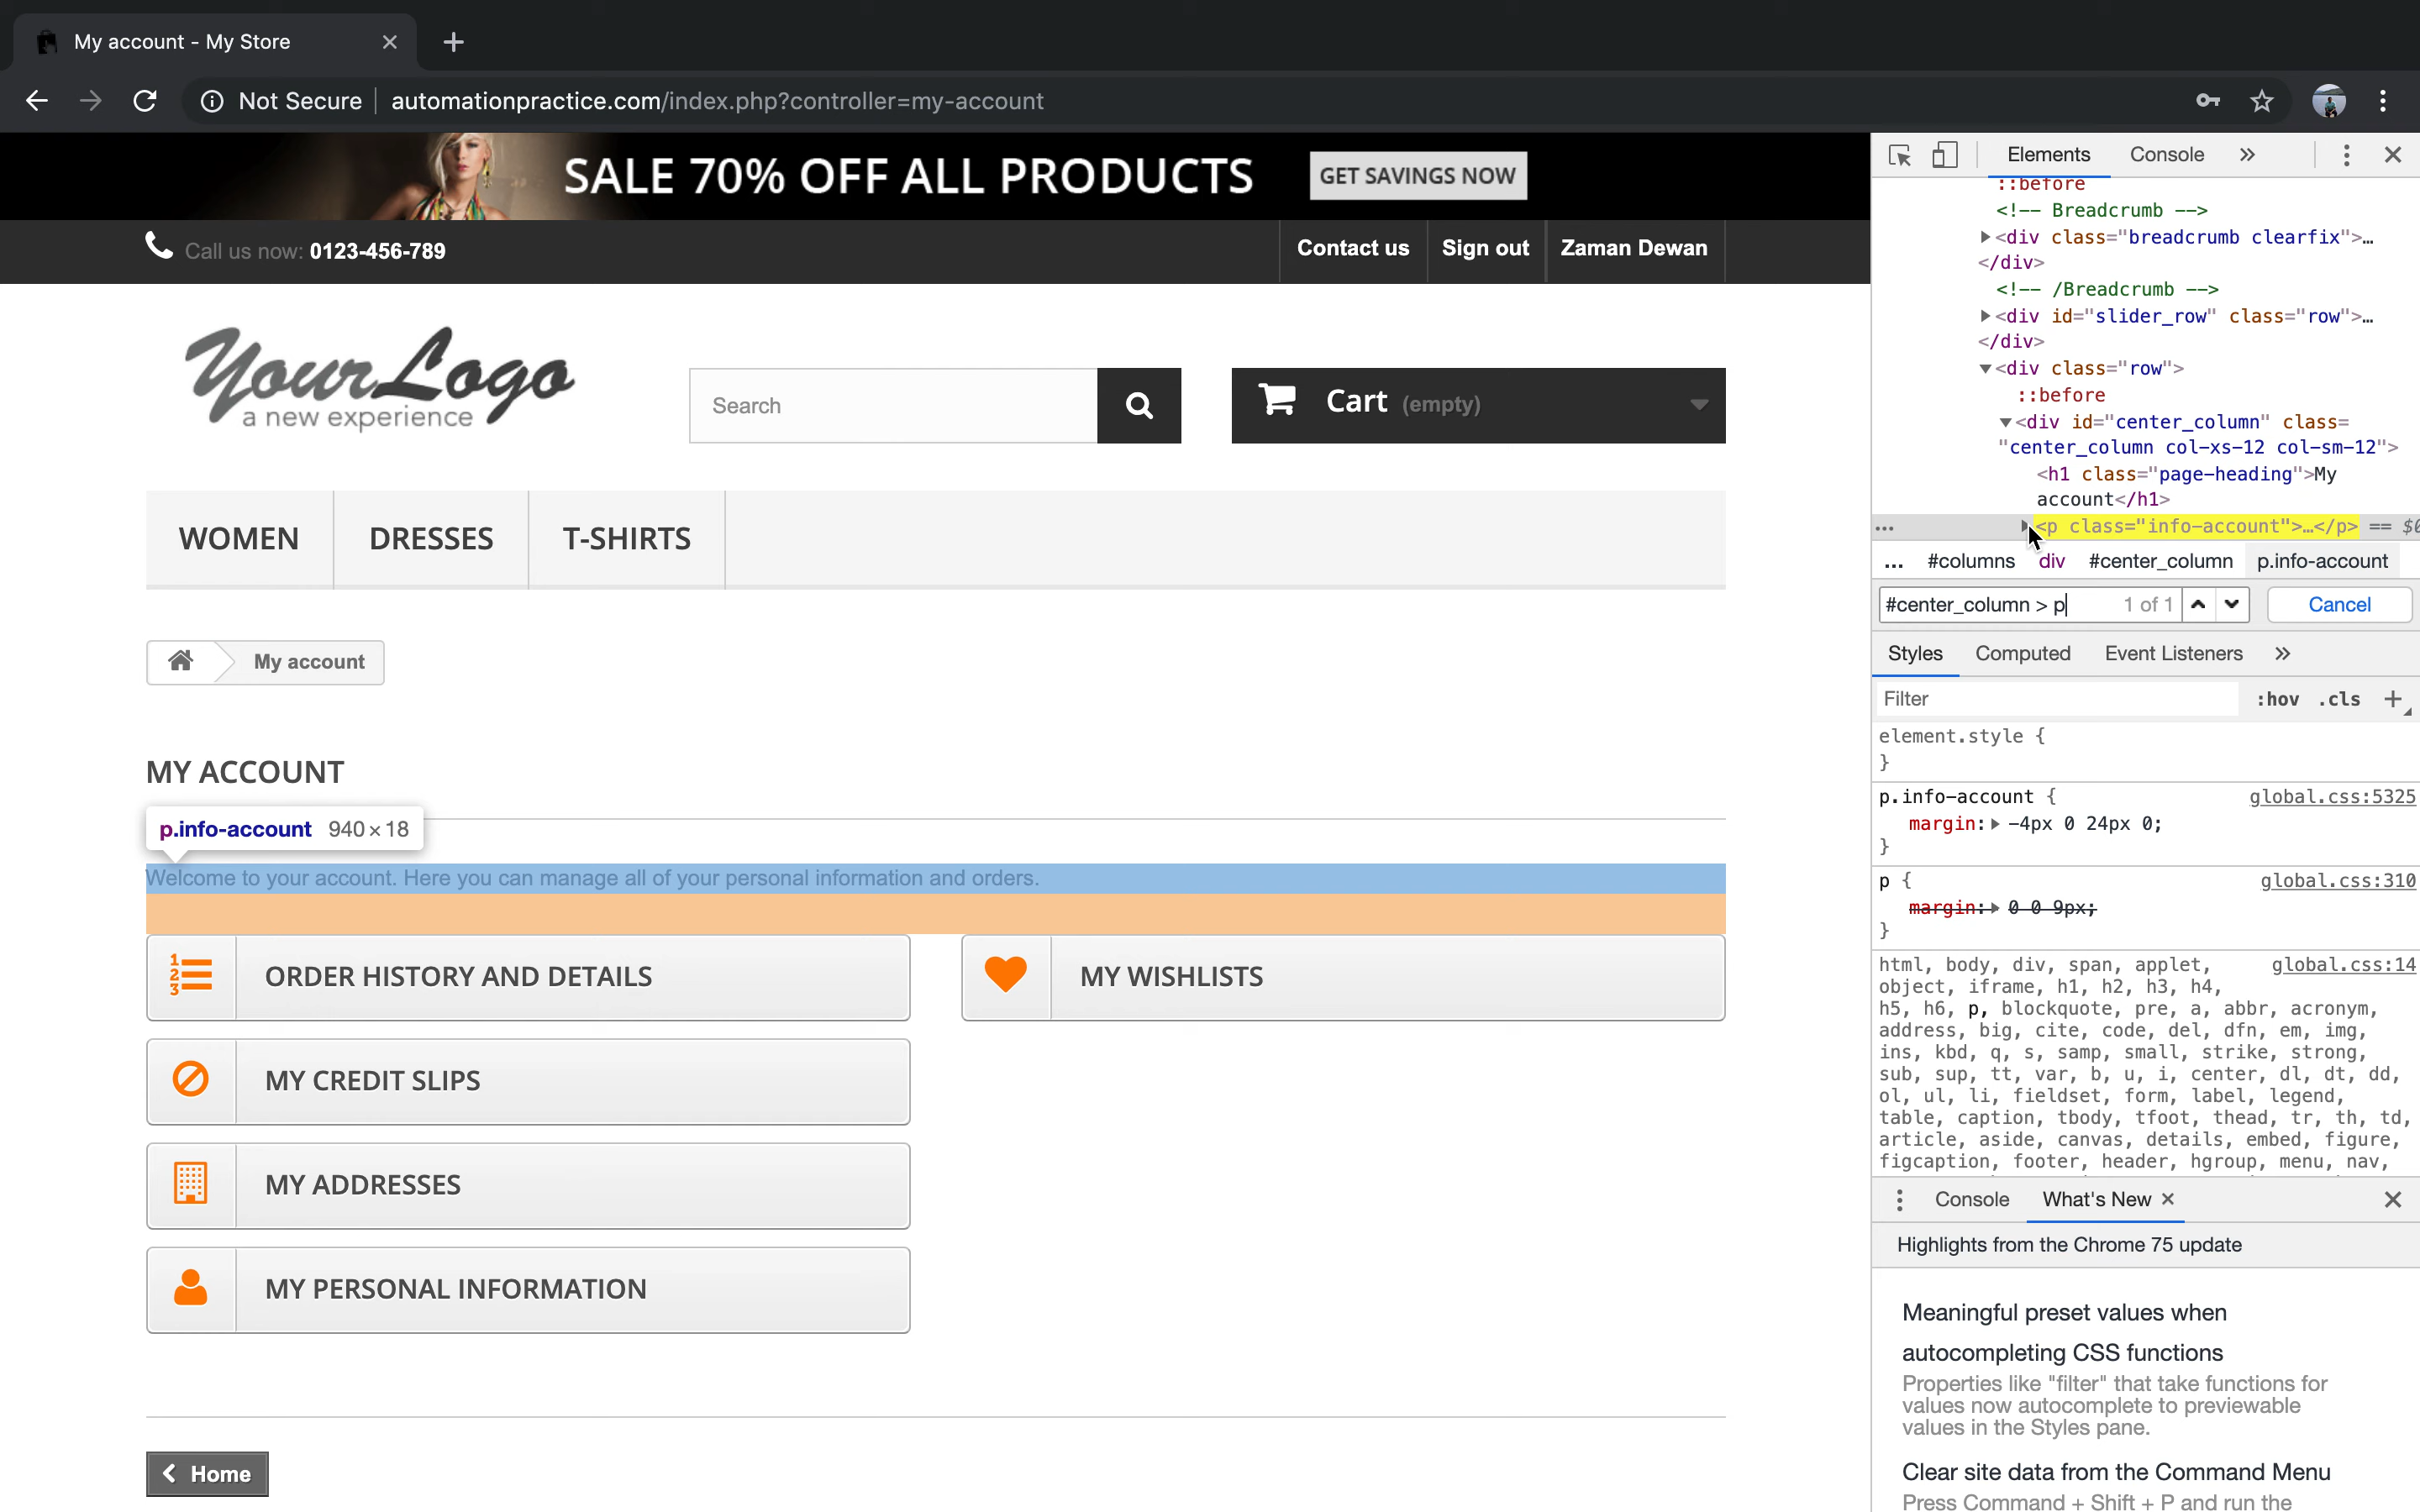 My account - My Store
Not Secure automationpractice.com/index.php?controller=my-account
SALE 70% OFF ALL PRODUCTS GET SAVINGS NOW
Call us now: 0123-456-789
Contact us Sign out Zaman Dewan
YourLogo
a new experience
Search
Cart (empty)
WOMEN DRESSES T-SHIRTS
My account
MY ACCOUNT
p.info-account 940 × 18
Welcome to your account. Here you can manage all of your personal information and orders.
ORDER HISTORY AND DETAILS
MY WISHLISTS
MY CREDIT SLIPS
MY ADDRESSES
MY PERSONAL INFORMATION
Home
Elements Console »
::before
<!-- Breadcrumb -->
<div class="breadcrumb clearfix">…
</div>
<!-- /Breadcrumb -->
<div id="slider_row" class="row">…
</div>
<div class="row">
::before
<div id="center_column" class=
"center_column col-xs-12 col-sm-12">
<h1 class="page-heading">My
account</h1>
<p class="info-account">…</p> == $0
... #columns div #center_column p.info-account
#center_column > p 1 of 1 Cancel
Styles Computed Event Listeners »
Filter :hov .cls +
element.style {
}
p.info-account { global.css:5325
margin: -4px 0 24px 0;
}
p { global.css:310
margin: 0 0 9px;
}
html, body, div, span, applet, global.css:14
object, iframe, h1, h2, h3, h4,
h5, h6, p, blockquote, pre, a, abbr, acronym,
address, big, cite, code, del, dfn, em, img,
ins, kbd, q, s, samp, small, strike, strong,
sub, sup, tt, var, b, u, i, center, dl, dt, dd,
ol, ul, li, fieldset, form, label, legend,
table, caption, tbody, tfoot, thead, tr, th, td,
article, aside, canvas, details, embed, figure,
figcaption, footer, header, hgroup, menu, nav,
Console What's New
Highlights from the Chrome 75 update
Meaningful preset values when
autocompleting CSS functions
Properties like "filter" that take functions for
values now autocomplete to previewable
values in the Styles pane.
Clear site data from the Command Menu
Press Command + Shift + P and run the